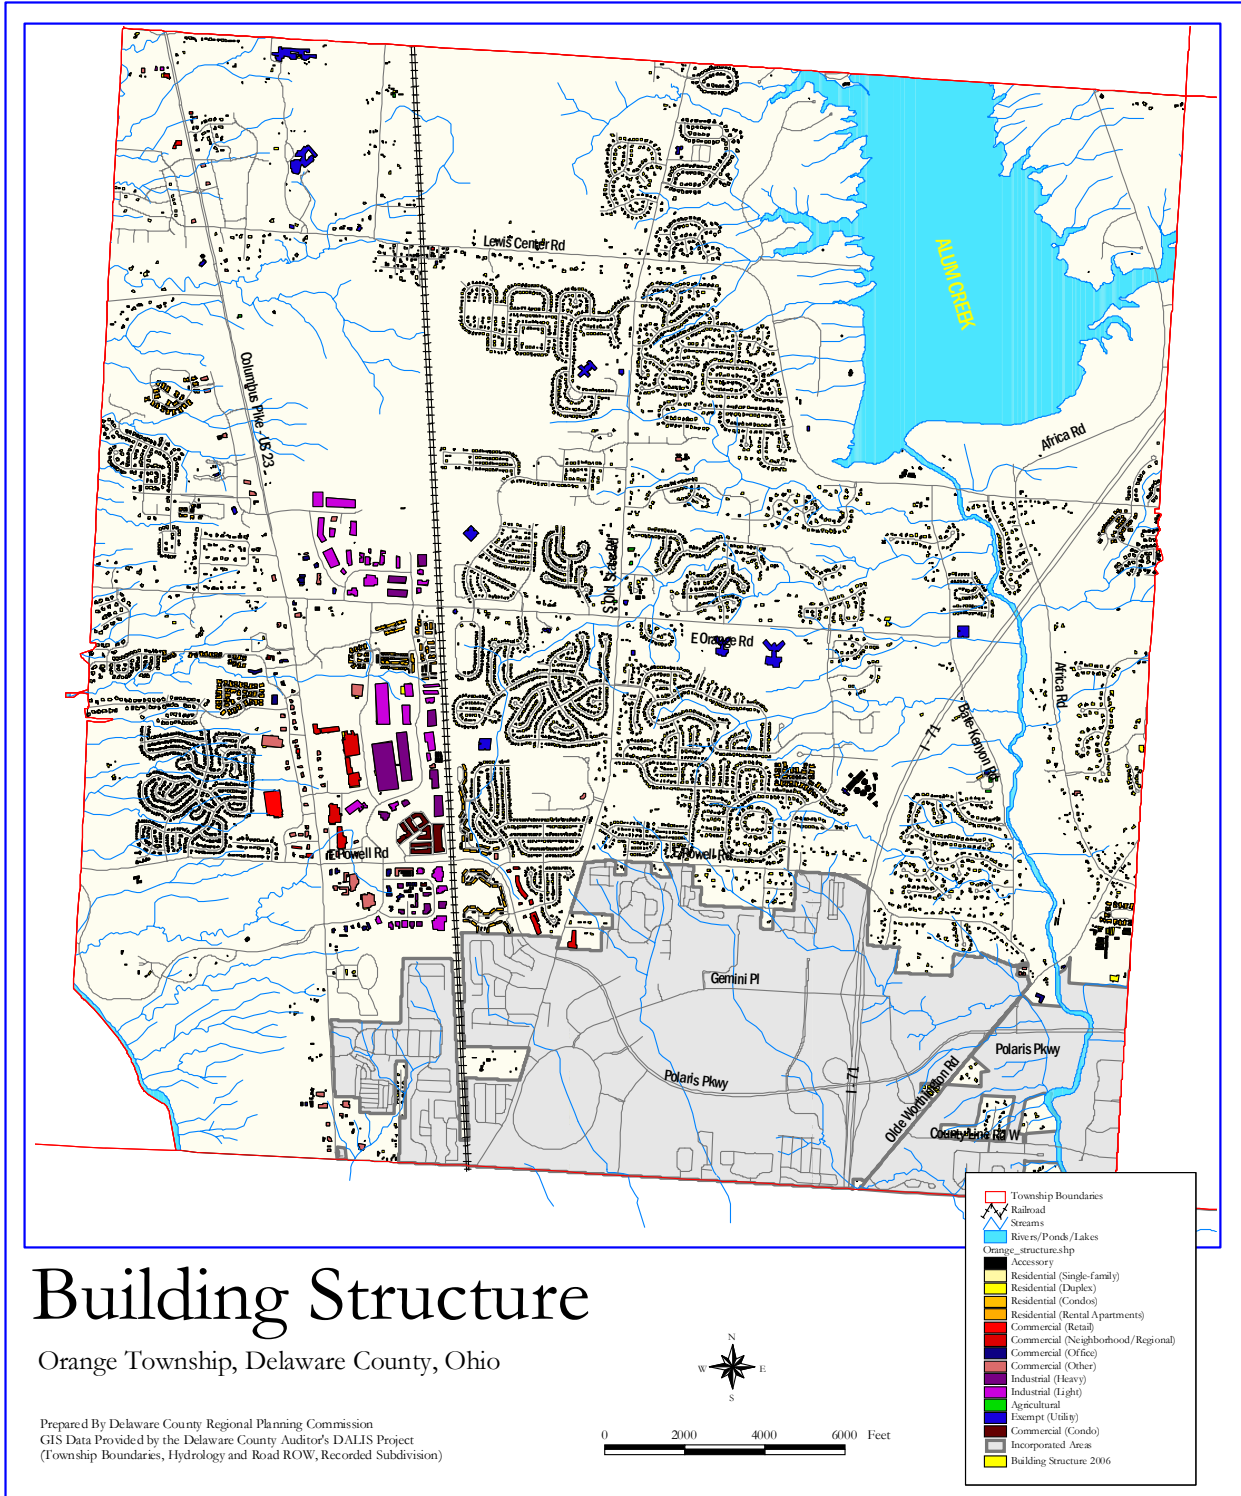 Lewis Center Rd
ALUM CREEK
Columbus Pike US 23
Africa Rd
S Old State Rd
E Orange Rd
Africa Rd
Bale Kenyon Rd
I - 71
E Powell Rd
E Powell Rd
Gemini Pl
Polaris Pkwy
Polaris Pkwy
I - 71
Olde Worthington Rd
County Line Rd W
Township Boundaries
Railroad
Streams
Rivers/Ponds/Lakes
Orange_structure.shp
Accessory
Residential (Single-family)
Residential (Duplex)
Residential (Condos)
Residential (Rental Apartments)
Commercial (Retail)
Commercial (Neighborhood/Regional)
Commercial (Office)
Commercial (Other)
Industrial (Heavy)
Industrial (Light)
Agricultural
Exempt (Utility)
Commercial (Condo)
Incorporated Areas
Building Structure 2006
Building Structure
Orange Township, Delaware County, Ohio
N
W E
S
Prepared By Delaware County Regional Planning Commission
GIS Data Provided by the Delaware County Auditor's DALIS Project
(Township Boundaries, Hydrology and Road ROW, Recorded Subdivision)
0 2000 4000 6000 Feet